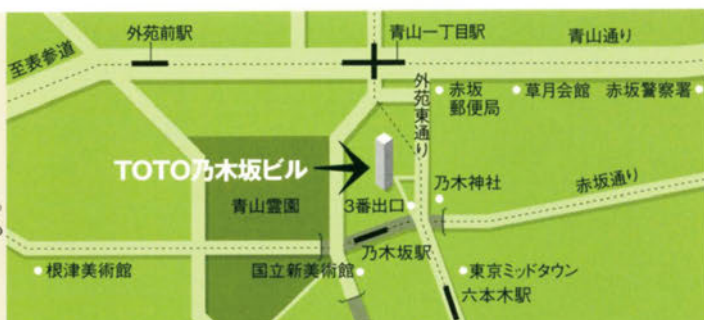 外苑前駅
青山一丁目駅
青山通り
至表参道
外苑東通り
赤坂
郵便局
草月会館
赤坂警察署
TOTO乃木坂ビル
乃木神社
赤坂通り
青山霊園
3番出口
乃木坂駅
根津美術館
国立新美術館
東京ミッドタウン
六本木駅